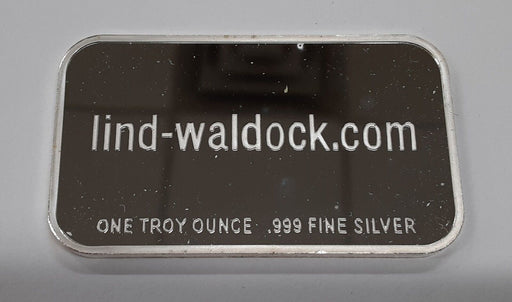 lind-waldock.com
ONE TROY OUNCE .999 FINE SILVER